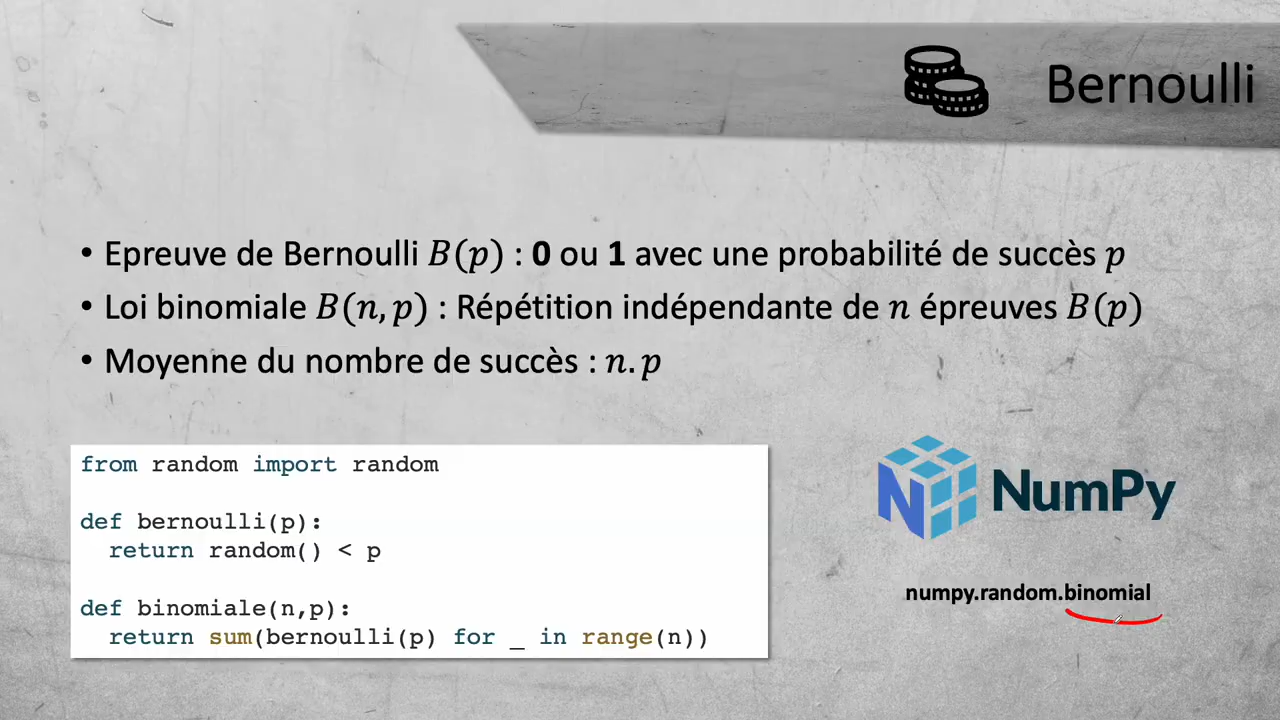 Bernoulli
• Epreuve de Bernoulli B(p) : 0 ou 1 avec une probabilité de succès p
• Loi binomiale B(n, p) : Répétition indépendante de n épreuves B(p)
• Moyenne du nombre de succès : n. p
from random import random
def bernoulli(p):
  return random() < p
def binomiale(n,p):
  return sum(bernoulli(p) for _ in range(n))
NumPy
numpy.random.binomial